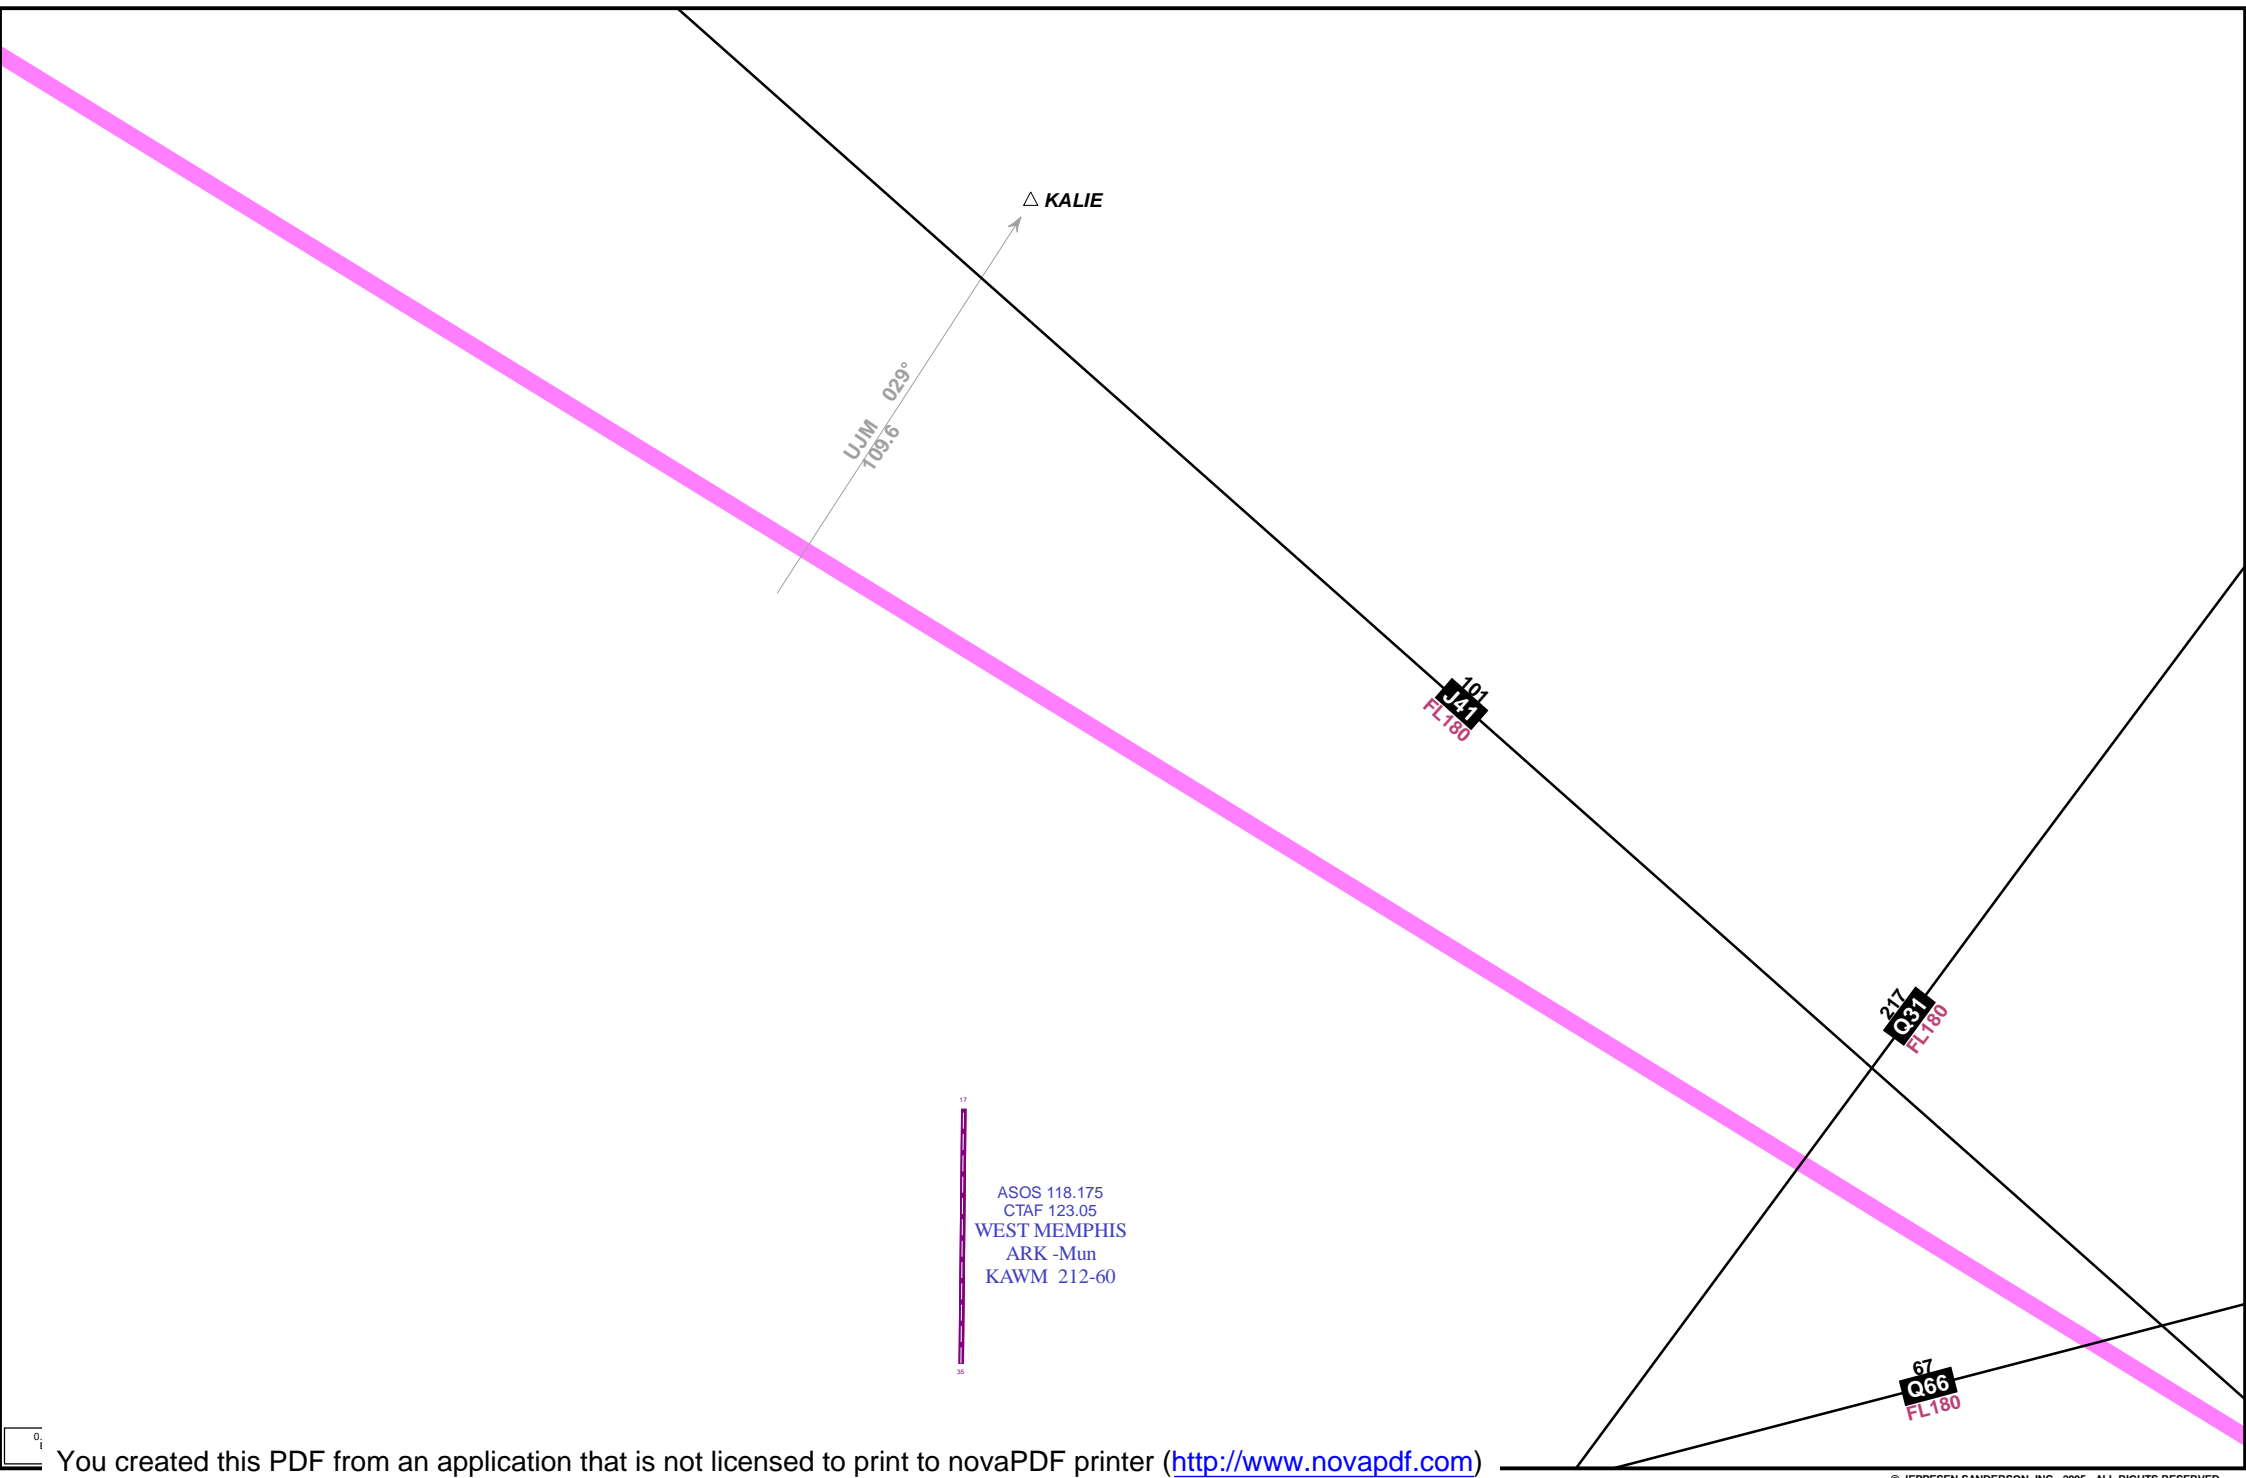 KALIE
UJM 029°
109.6
101
J41
FL180
217
Q31
FL180
17
ASOS 118.175
CTAF 123.05
WEST MEMPHIS
ARK -Mun
KAWM 212-60
35
67
Q66
FL180
You created this PDF from an application that is not licensed to print to novaPDF printer (http://www.novapdf.com)